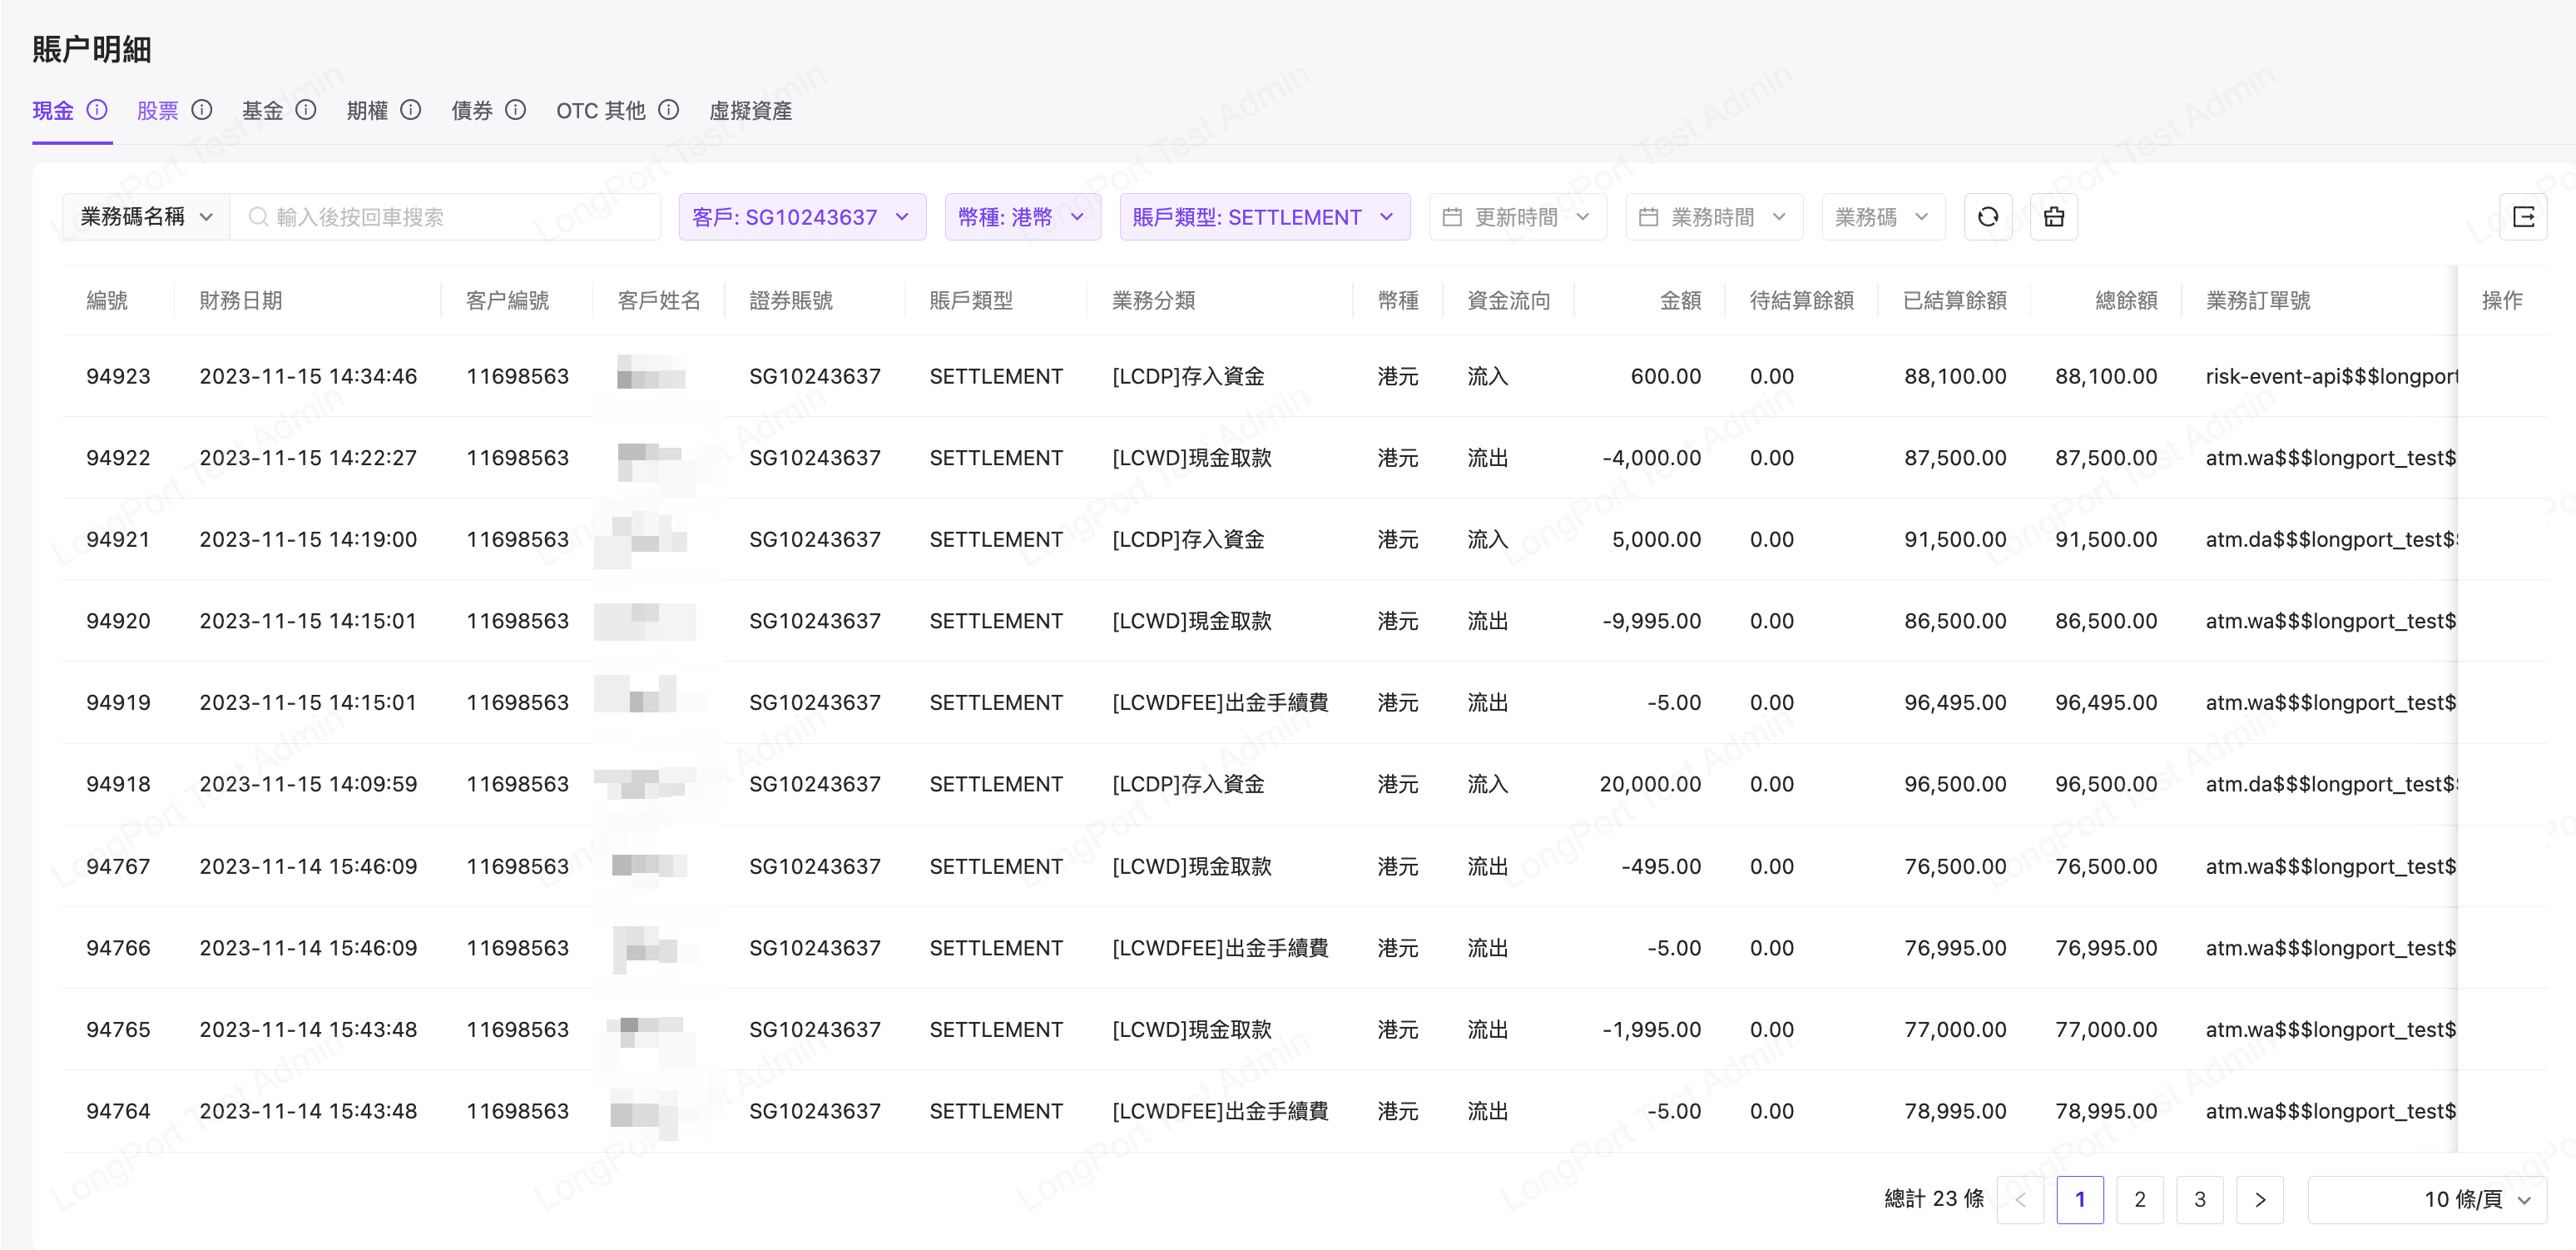 賬户明細
現金 股票 基金 期權 債券 OTC 其他 虛擬資產
業務碼名稱 輸入後按回車搜索 客戶: SG10243637 幣種: 港幣 賬戶類型: SETTLEMENT 更新時間 業務時間 業務碼
編號 財務日期 客户編號 客戶姓名 證券賬號 賬戶類型 業務分類 幣種 資金流向 金額 待結算餘額 已結算餘額 總餘額 業務訂單號 操作
94923 2023-11-15 14:34:46 11698563 SG10243637 SETTLEMENT [LCDP]存入資金 港元 流入 600.00 0.00 88,100.00 88,100.00 risk-event-api$$$longport
94922 2023-11-15 14:22:27 11698563 SG10243637 SETTLEMENT [LCWD]現金取款 港元 流出 -4,000.00 0.00 87,500.00 87,500.00 atm.wa$$$longport_test$
94921 2023-11-15 14:19:00 11698563 SG10243637 SETTLEMENT [LCDP]存入資金 港元 流入 5,000.00 0.00 91,500.00 91,500.00 atm.da$$$longport_test$$
94920 2023-11-15 14:15:01 11698563 SG10243637 SETTLEMENT [LCWD]現金取款 港元 流出 -9,995.00 0.00 86,500.00 86,500.00 atm.wa$$$longport_test$
94919 2023-11-15 14:15:01 11698563 SG10243637 SETTLEMENT [LCWDFEE]出金手續費 港元 流出 -5.00 0.00 96,495.00 96,495.00 atm.wa$$$longport_test$
94918 2023-11-15 14:09:59 11698563 SG10243637 SETTLEMENT [LCDP]存入資金 港元 流入 20,000.00 0.00 96,500.00 96,500.00 atm.da$$$longport_test$$
94767 2023-11-14 15:46:09 11698563 SG10243637 SETTLEMENT [LCWD]現金取款 港元 流出 -495.00 0.00 76,500.00 76,500.00 atm.wa$$$longport_test$
94766 2023-11-14 15:46:09 11698563 SG10243637 SETTLEMENT [LCWDFEE]出金手續費 港元 流出 -5.00 0.00 76,995.00 76,995.00 atm.wa$$$longport_test$
94765 2023-11-14 15:43:48 11698563 SG10243637 SETTLEMENT [LCWD]現金取款 港元 流出 -1,995.00 0.00 77,000.00 77,000.00 atm.wa$$$longport_test$
94764 2023-11-14 15:43:48 11698563 SG10243637 SETTLEMENT [LCWDFEE]出金手續費 港元 流出 -5.00 0.00 78,995.00 78,995.00 atm.wa$$$longport_test$
總計 23 條 1 2 3 10 條/頁
LongPort Test Admin